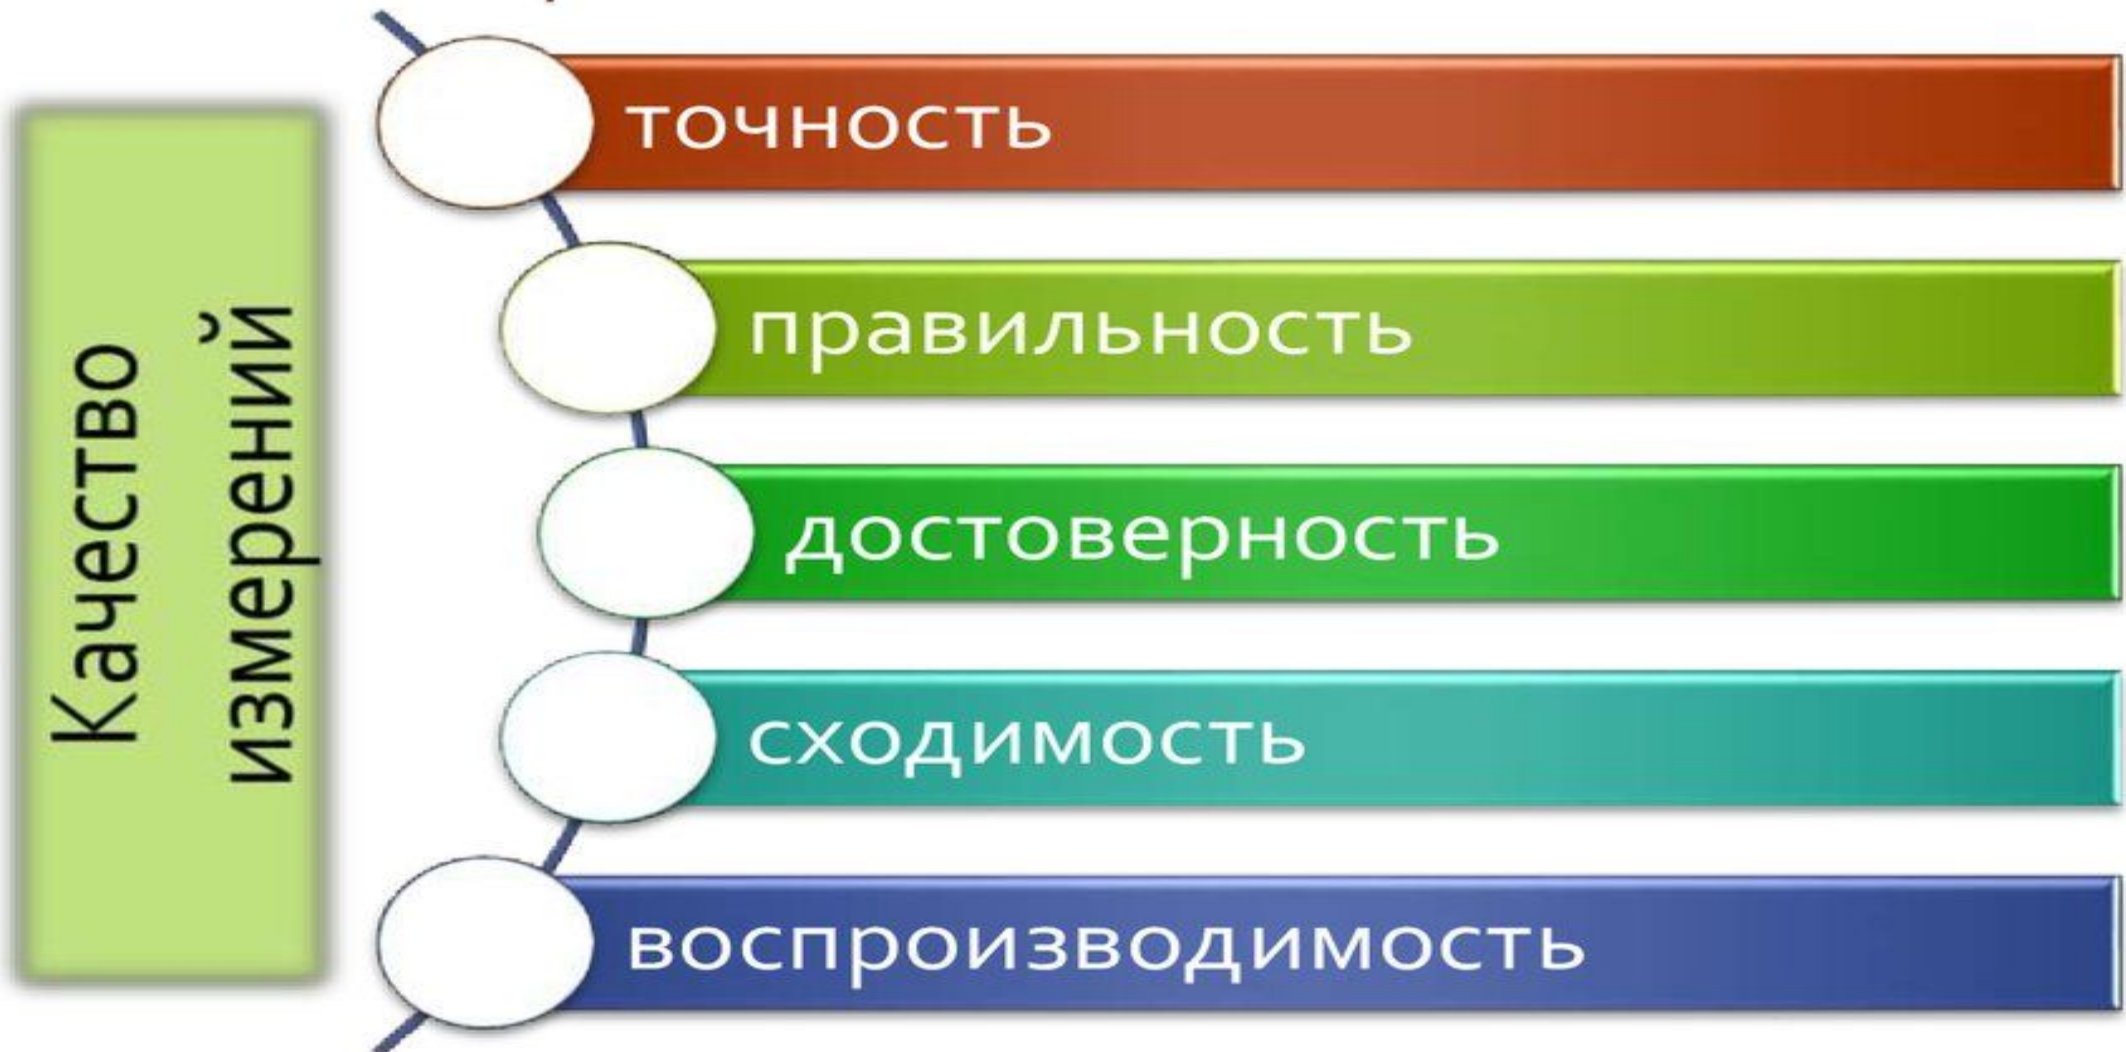 Качество
измерений
точность
правильность
достоверность
сходимость
воспроизводимость